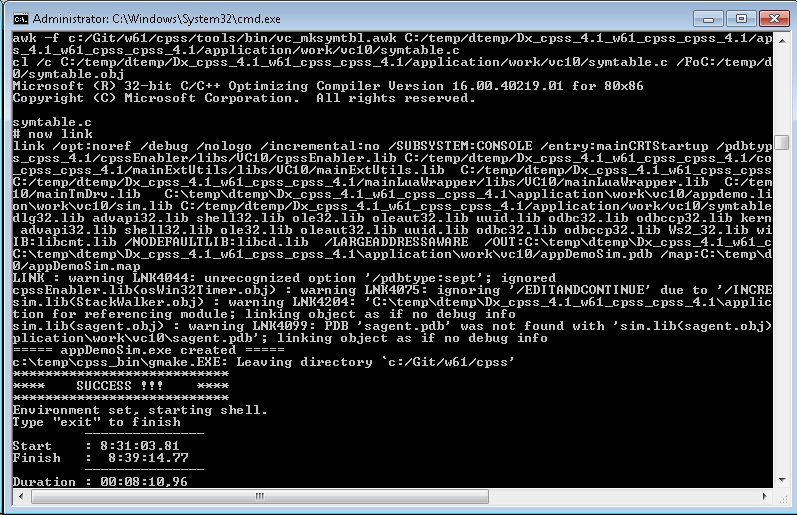 Administrator: C:\Windows\System32\cmd.exe
awk -f c:/Git/w61/cpss/tools/bin/vc_mksymtbl.awk C:/temp/dtemp/Dx_cpss_4.1_w61_cpss_cpss_4.1/ap
s_4.1_w61_cpss_cpss_4.1/application/work/vc10/symtable.c
cl /c C:/temp/dtemp/Dx_cpss_4.1_w61_cpss_cpss_4.1/application/work/vc10/symtable.c /FoC:/temp/d
0/symtable.obj
Microsoft (R) 32-bit C/C++ Optimizing Compiler Version 16.00.40219.01 for 80x86
Copyright (C) Microsoft Corporation.  All rights reserved.
symtable.c
# now link
link /opt:noref /debug /nologo /incremental:no /SUBSYSTEM:CONSOLE /entry:mainCRTStartup /pdbtyp
s_cpss_4.1/cpssEnabler/libs/VC10/cpssEnabler.lib C:/temp/dtemp/Dx_cpss_4.1_w61_cpss_cpss_4.1/co
_cpss_cpss_4.1/mainExtUtils/libs/VC10/mainExtUtils.lib  C:/temp/dtemp/Dx_cpss_4.1_w61_cpss_cpss
C:/temp/dtemp/Dx_cpss_4.1_w61_cpss_cpss_4.1/mainLuaWrapper/libs/VC10/mainLuaWrapper.lib  C:/tem
10/mainTmDrv.lib  C:\temp\dtemp\Dx_cpss_4.1_w61_cpss_cpss_4.1\application\work\vc10/appdemo.li
on\work\vc10/sim.lib C:/temp/dtemp/Dx_cpss_4.1_w61_cpss_cpss_4.1/application/work/vc10/symtable
dlg32.lib advapi32.lib shell32.lib ole32.lib oleaut32.lib uuid.lib odbc32.lib odbccp32.lib kern
 advapi32.lib shell32.lib ole32.lib oleaut32.lib uuid.lib odbc32.lib odbccp32.lib Ws2_32.lib wi
IB:libcmt.lib /NODEFAULTLIB:libcd.lib  /LARGEADDRESSAWARE  /OUT:C:\temp\dtemp\Dx_cpss_4.1_w61_c
C:\temp\dtemp\Dx_cpss_4.1_w61_cpss_cpss_4.1\application\work\vc10/appDemoSim.pdb /map:C:\temp\d
0/appDemoSim.map
LINK : warning LNK4044: unrecognized option '/pdbtype:sept'; ignored
cpssEnabler.lib(osWin32Timer.obj) : warning LNK4075: ignoring '/EDITANDCONTINUE' due to '/INCRE
sim.lib(StackWalker.obj) : warning LNK4204: 'C:\temp\dtemp\Dx_cpss_4.1_w61_cpss_cpss_4.1\applic
tion for referencing module; linking object as if no debug info
sim.lib(sagent.obj) : warning LNK4099: PDB 'sagent.pdb' was not found with 'sim.lib(sagent.obj)
plication\work\vc10\sagent.pdb'; linking object as if no debug info
===== appDemoSim.exe created =====
c:\temp\cpss_bin\gmake.EXE: Leaving directory `c:/Git/w61/cpss'
***************************
****    SUCCESS !!!    ****
***************************
Environment set, starting shell.
Type "exit" to finish
---------------
Start    : 8:31:03.81
Finish   :  8:39:14.77
---------------
Duration : 00:08:10,96